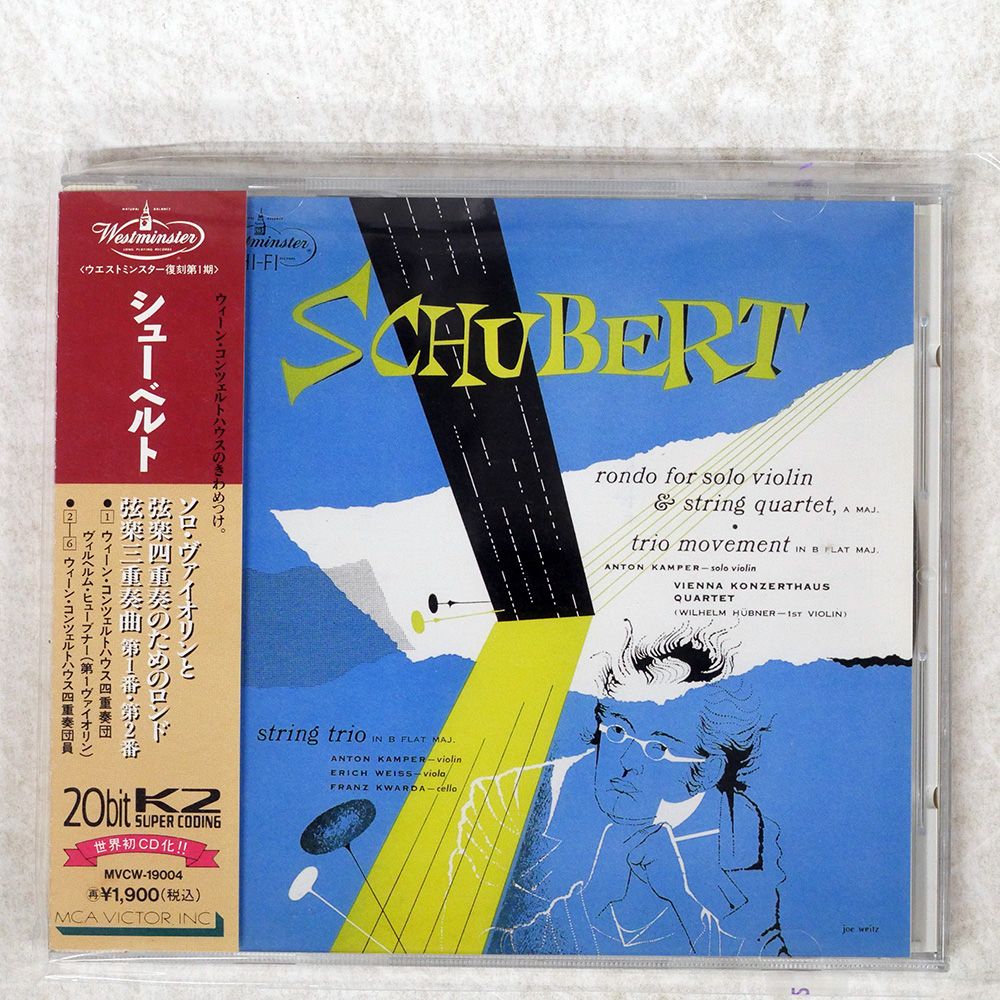 NATURAL BALANCE
Westminster
LONG PLAYING RECORDS
〈ウエストミンスター復刻第1期〉
シューベルト
ウィーン・コンツェルトハウスのきわめつけ。
ソロ・ヴァイオリンと
弦楽四重奏のためのロンド
弦楽三重奏曲 第1番・第2番
●1 ウィーン・コンツェルトハウス四重奏団
ヴィルヘルム・ヒューブナー(第一ヴァイオリン)
●2–6 ウィーン・コンツェルトハウス四重奏団員
20bit K2
SUPER CODING
世界初CD化!!
MVCW-19004
再¥1,900(税込)
MCA VICTOR INC
minster
HI-FI
SCHUBERT
rondo for solo violin
& string quartet, A MAJ.
•
trio movement IN B FLAT MAJ.
ANTON KAMPER—solo violin
VIENNA KONZERTHAUS
QUARTET
(WILHELM HÜBNER—1ST VIOLIN)
string trio IN B FLAT MAJ.
ANTON KAMPER—violin
ERICH WEISS—viola
FRANZ KWARDA—cello
joe weitz